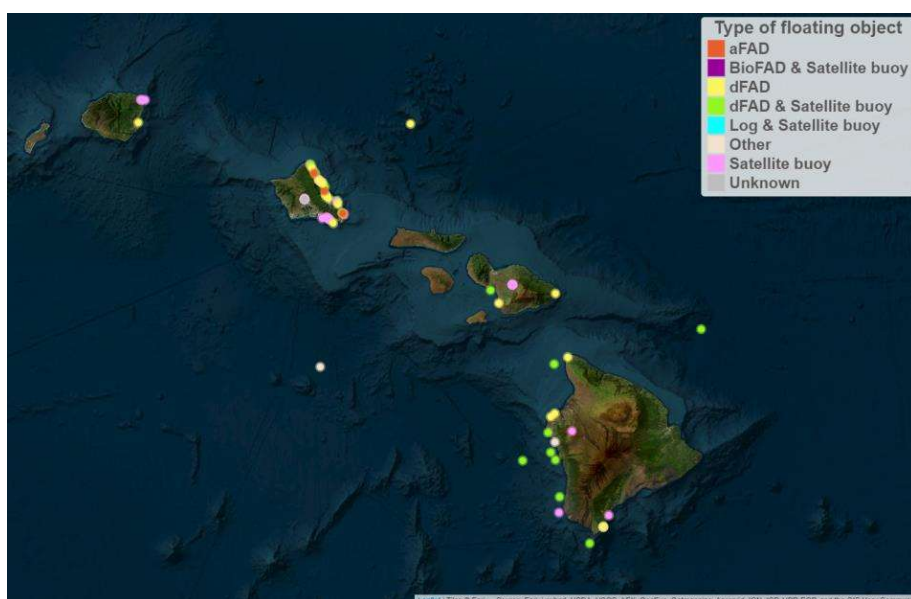 Type of floating object
aFAD
BioFAD & Satellite buoy
dFAD
dFAD & Satellite buoy
Log & Satellite buoy
Other
Satellite buoy
Unknown